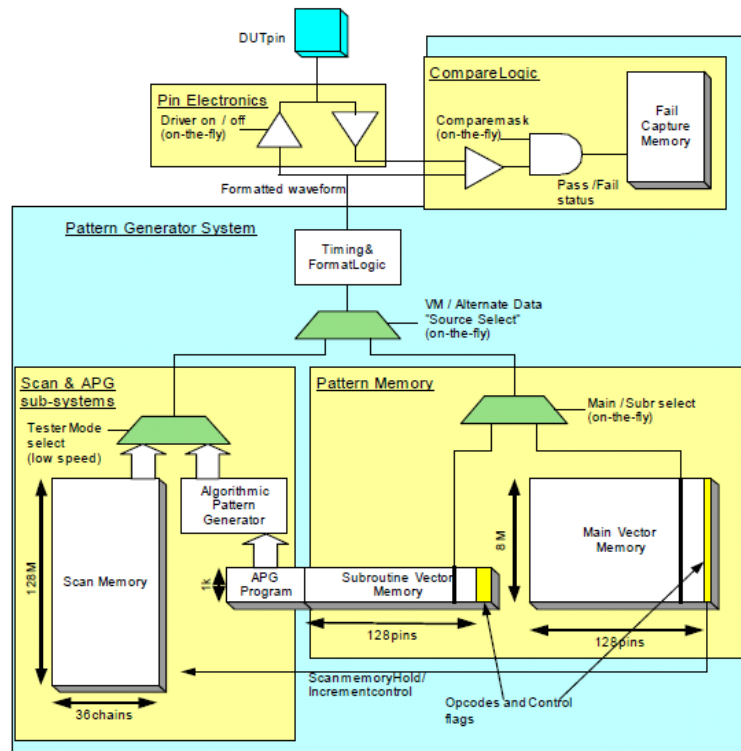 DUTpin
CompareLogic
Pin Electronics
Driver on / off
(on-the-fly)
Comparemask
(on-the-fly)
Fail
Capture
Memory
Pass /Fail
status
Formatted waveform
Pattern Generator System
Timing&
FormatLogic
VM / Alternate Data
"Source Select"
(on-the-fly)
Scan & APG
sub-systems
Pattern Memory
TesterMode
select
(low speed)
Main /Subr select
(on-the-fly)
Algorithmic
Pattern
Generator
Main Vector
Memory
8M
128M
Scan Memory
1k
APG
Program
Subroutine Vector
Memory
128pins
128pins
ScanmemoryHold/
Incrementcontrol
Opcodes and Control
flags
36chains